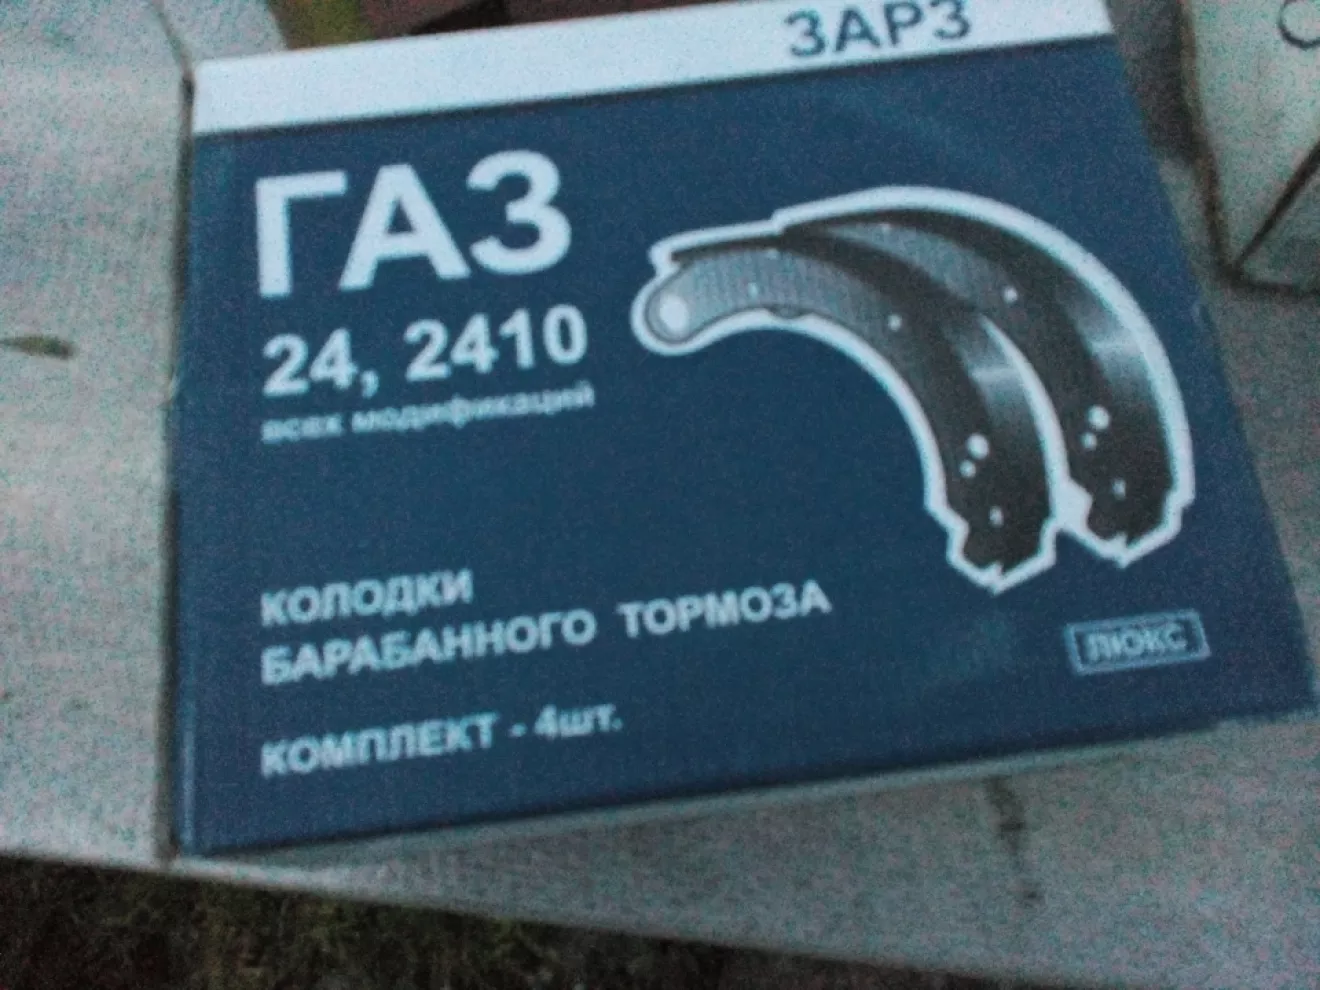 ЗАРЗ
ГАЗ
24, 2410
всех модификаций
КОЛОДКИ
БАРАБАННОГО ТОРМОЗА
ЛЮКС
КОМПЛЕКТ - 4шт.